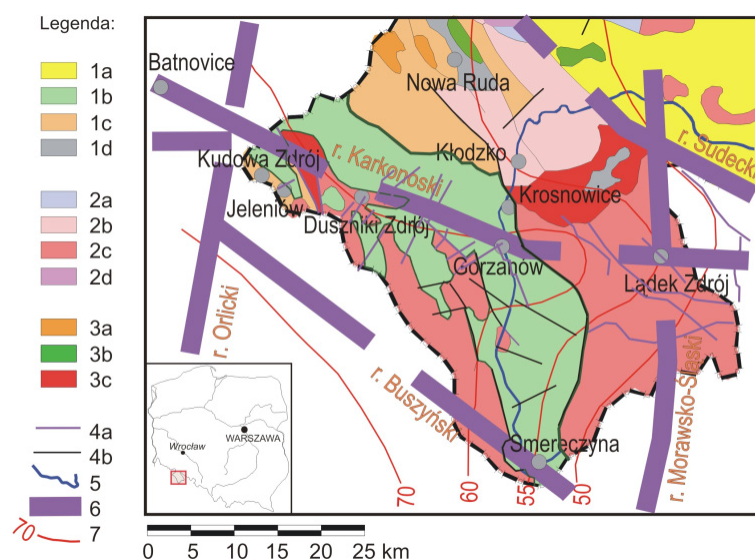 Legenda:
1a
1b
1c
1d
2a
2b
2c
2d
3a
3b
3c
4a
4b
5
6
70 7
Batnovice
Nowa Ruda
r. Sudecki
Kłodzko
r. Karkonoski
Kudowa Zdrój
Krosnowice
Jeleniów
Duszniki Zdrój
Gorzanów
Lądek Zdrój
r. Orlicki
r. Buszyński
r. Morawsko-Śląski
Smereczyna
WARSZAWA
Wrocław
70
60
55
50
0 5 10 15 20 25 km